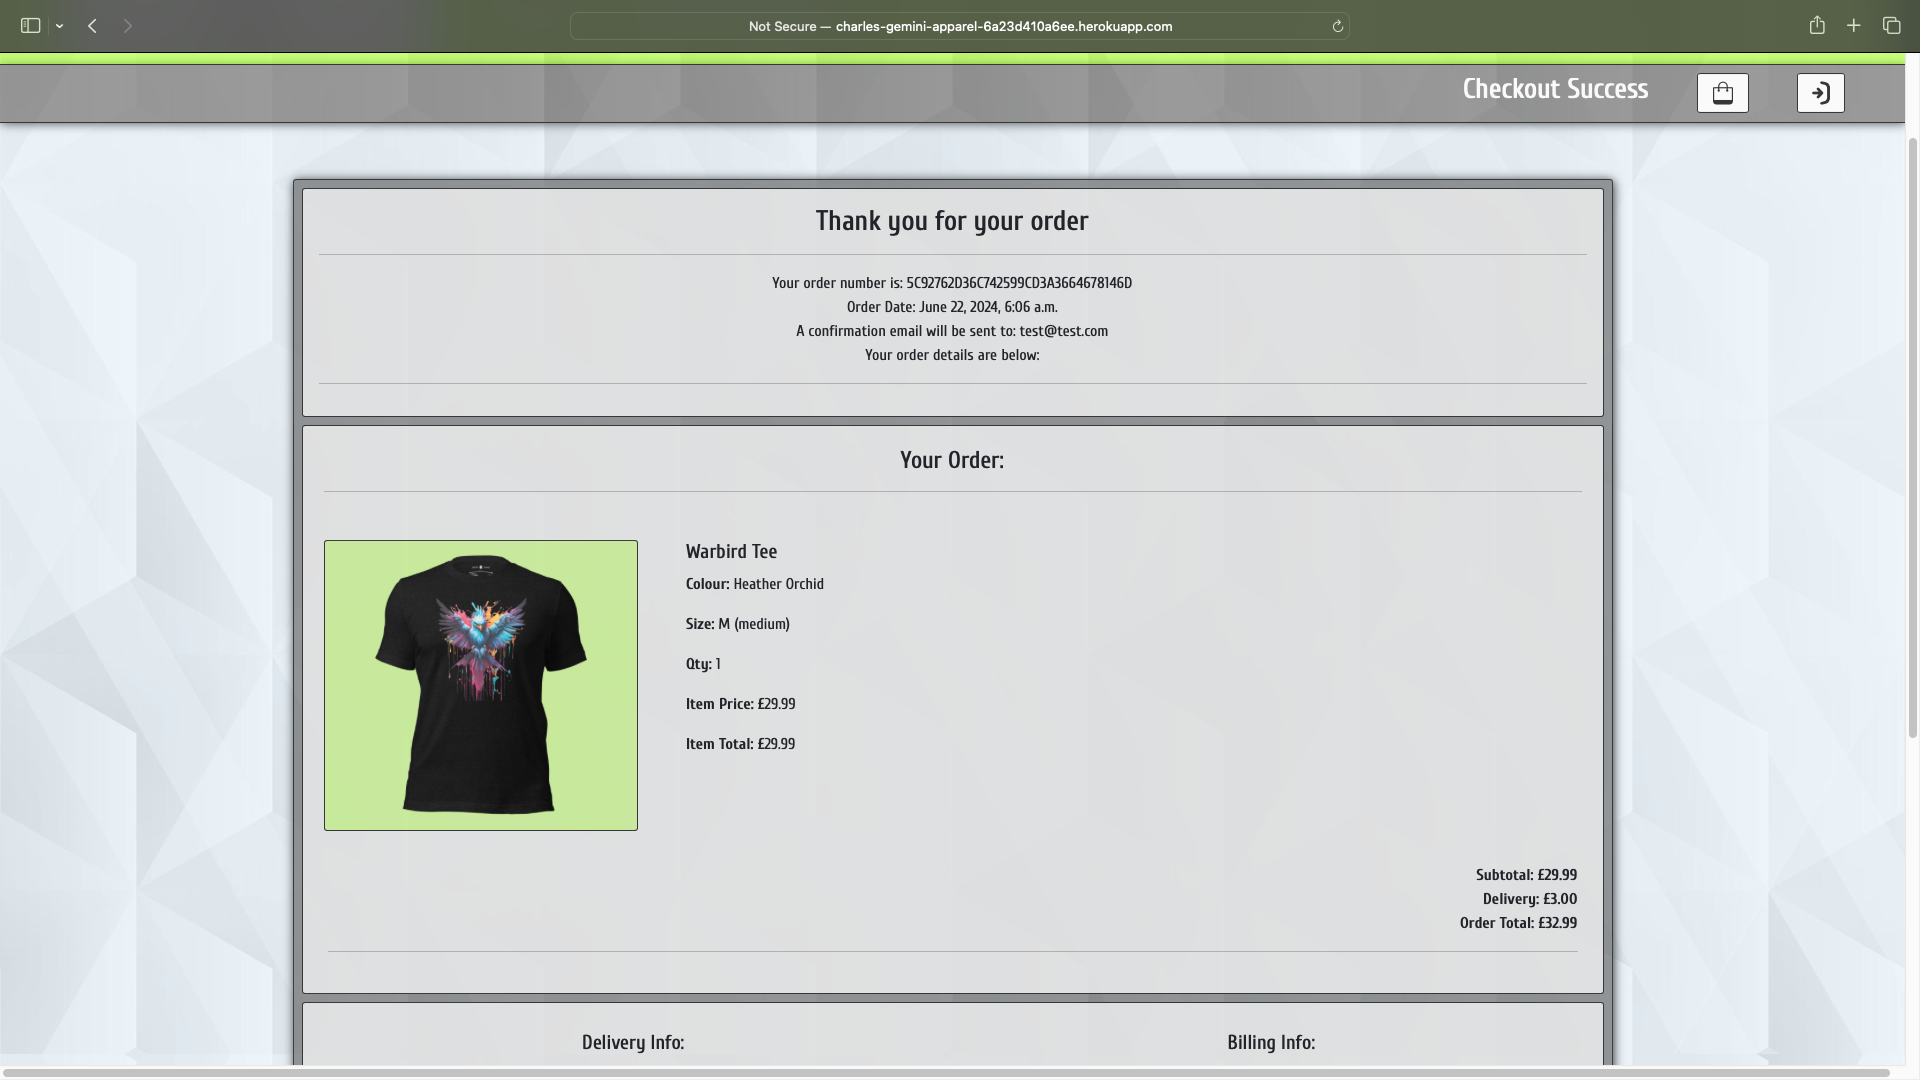 Not Secure — charles-gemini-apparel-6a23d410a6ee.herokuapp.com
Checkout Success
Thank you for your order
Your order number is: 5C92762D36C742599CD3A3664678146D
Order Date: June 22, 2024, 6:06 a.m.
A confirmation email will be sent to: test@test.com
Your order details are below:
Your Order:
Warbird Tee
Colour: Heather Orchid
Size: M (medium)
Qty: 1
Item Price: £29.99
Item Total: £29.99
Subtotal: £29.99
Delivery: £3.00
Order Total: £32.99
Delivery Info:
Billing Info: